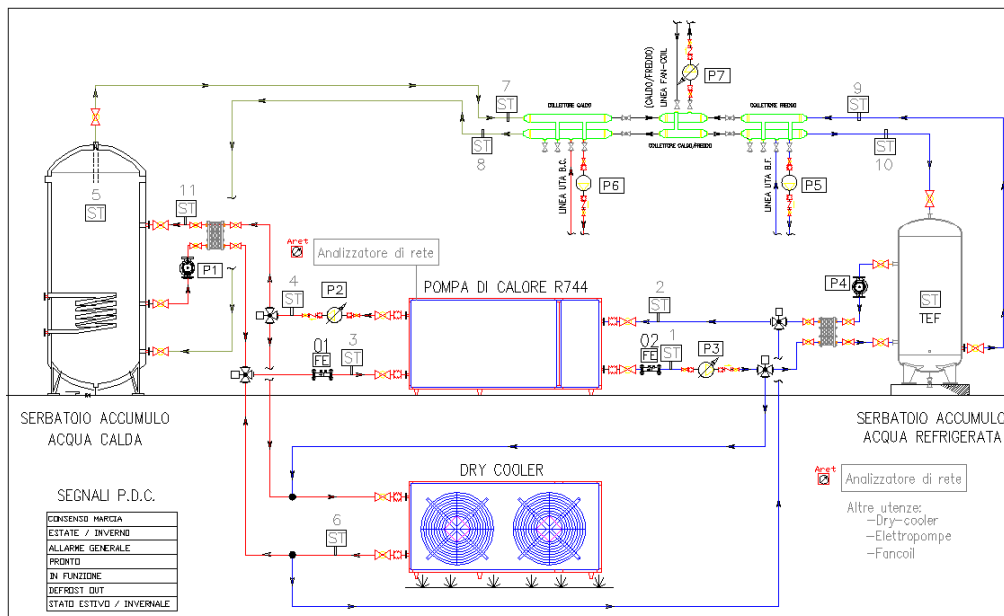 7
ST
ST
8
COLLETTORE CALDO
LINEA UTA B.C.
P6
(CALDO/FREDDO)
LINEA FAN-COIL
P7
COLLETTORE CALDO/FREDDO
COLLETTORE FREDDO
LINEA UTA B.F.
P5
9
ST
ST
10
5
ST
11
ST
P1
Aret
Analizzatore di rete
4
ST
P2
POMPA DI CALORE R744
2
ST
P4
ST
TEF
01
FE
3
ST
02
FE
1
ST
P3
SERBATOIO ACCUMULO
ACQUA CALDA
SERBATOIO ACCUMULO
ACQUA REFRIGERATA
DRY COOLER
6
ST
Aret
Analizzatore di rete
Altre utenze:
—Dry-cooler
—Elettropompe
—Fancoil
SEGNALI P.D.C.
CONSENSO MARCIA
ESTATE / INVERNO
ALLARME GENERALE
PRONTO
IN FUNZIONE
DEFROST OUT
STATO ESTIVO / INVERNALE